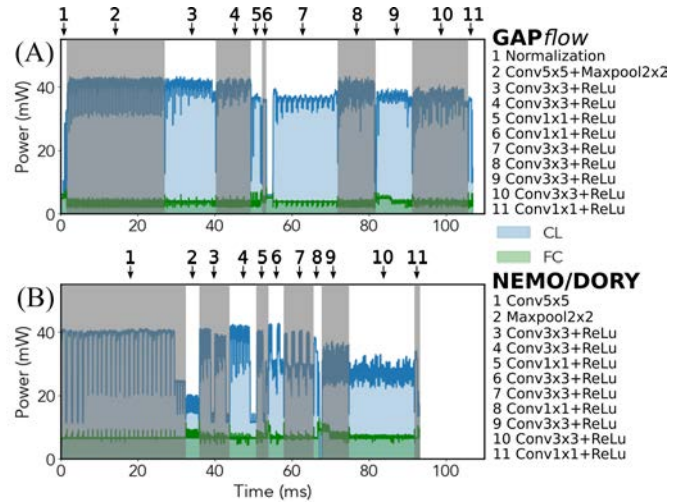 1 2 3 4 5 6 7 8 9 10 11
(A)
Power (mW)
60
40
20
0
0 20 40 60 80 100
GAPflow
1 Normalization
2 Conv5x5+Maxpool2x2
3 Conv3x3+ReLu
4 Conv3x3+ReLu
5 Conv1x1+ReLu
6 Conv1x1+ReLu
7 Conv3x3+ReLu
8 Conv3x3+ReLu
9 Conv3x3+ReLu
10 Conv3x3+ReLu
11 Conv1x1+ReLu
CL
FC
1 2 3 4 5 6 7 8 9 10 11
(B)
Power (mW)
40
20
0
0 20 40 60 80 100
Time (ms)
NEMO/DORY
1 Conv5x5
2 Maxpool2x2
3 Conv3x3+ReLu
4 Conv3x3+ReLu
5 Conv1x1+ReLu
6 Conv3x3+ReLu
7 Conv3x3+ReLu
8 Conv1x1+ReLu
9 Conv3x3+ReLu
10 Conv3x3+ReLu
11 Conv1x1+ReLu